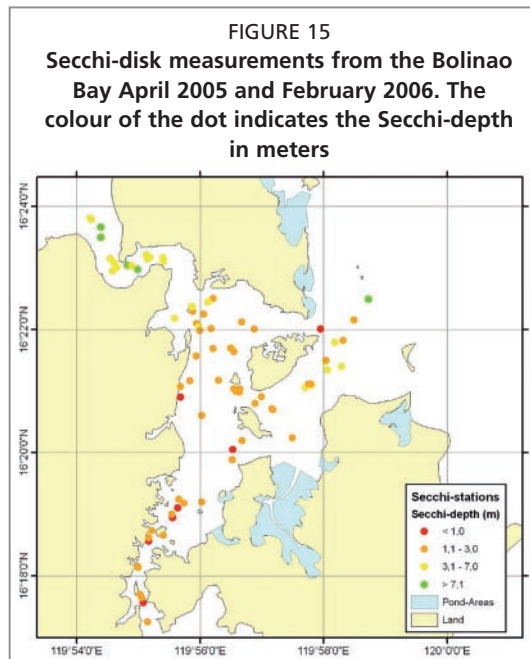 FIGURE 15
Secchi-disk measurements from the Bolinao
Bay April 2005 and February 2006. The
colour of the dot indicates the Secchi-depth
in meters
16°24'0"N
16°22'0"N
16°20'0"N
16°18'0"N
Secchi-stations
Secchi-depth (m)
< 1,0
1,1 - 3,0
3,1 - 7,0
> 7,1
Pond-Areas
Land
119°54'0"E
119°56'0"E
119°58'0"E
120°0'0"E